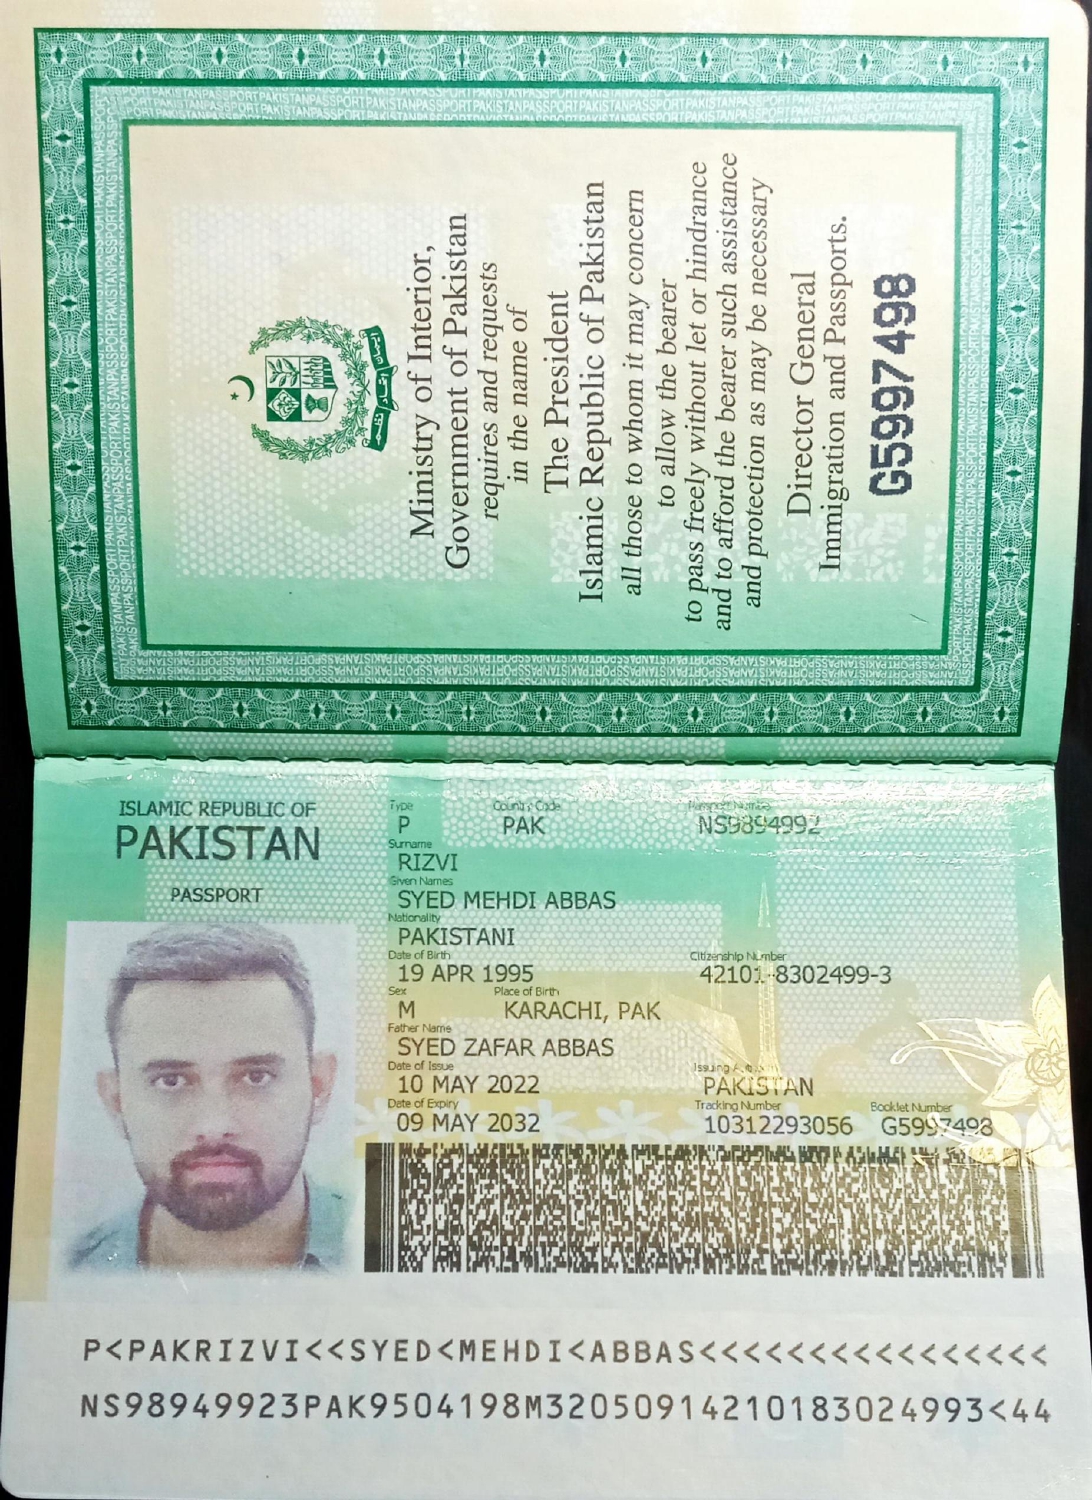 ایمان اتحاد نظم
Ministry of Interior,
Government of Pakistan
requires and requests
in the name of
The President
Islamic Republic of Pakistan
all those to whom it may concern
to allow the bearer
to pass freely without let or hindrance
and to afford the bearer such assistance
and protection as may be necessary
Director General
Immigration and Passports.
G5997498
ISLAMIC REPUBLIC OF
PAKISTAN
PASSPORT
Type Country Code Passport Number
P PAK NS9894992
Surname
RIZVI
Given Names
SYED MEHDI ABBAS
Nationality
PAKISTANI
Date of Birth Citizenship Number
19 APR 1995 42101-8302499-3
Sex Place of Birth
M KARACHI, PAK
Father Name
SYED ZAFAR ABBAS
Date of Issue Issuing Authority
10 MAY 2022 PAKISTAN
Date of Expiry Tracking Number Booklet Number
09 MAY 2032 10312293056 G5997498
P<PAKRIZVI<<SYED<MEHDI<ABBAS<<<<<<<<<<<<<<<<
NS98949923PAK9504198M32050914210183024993<44